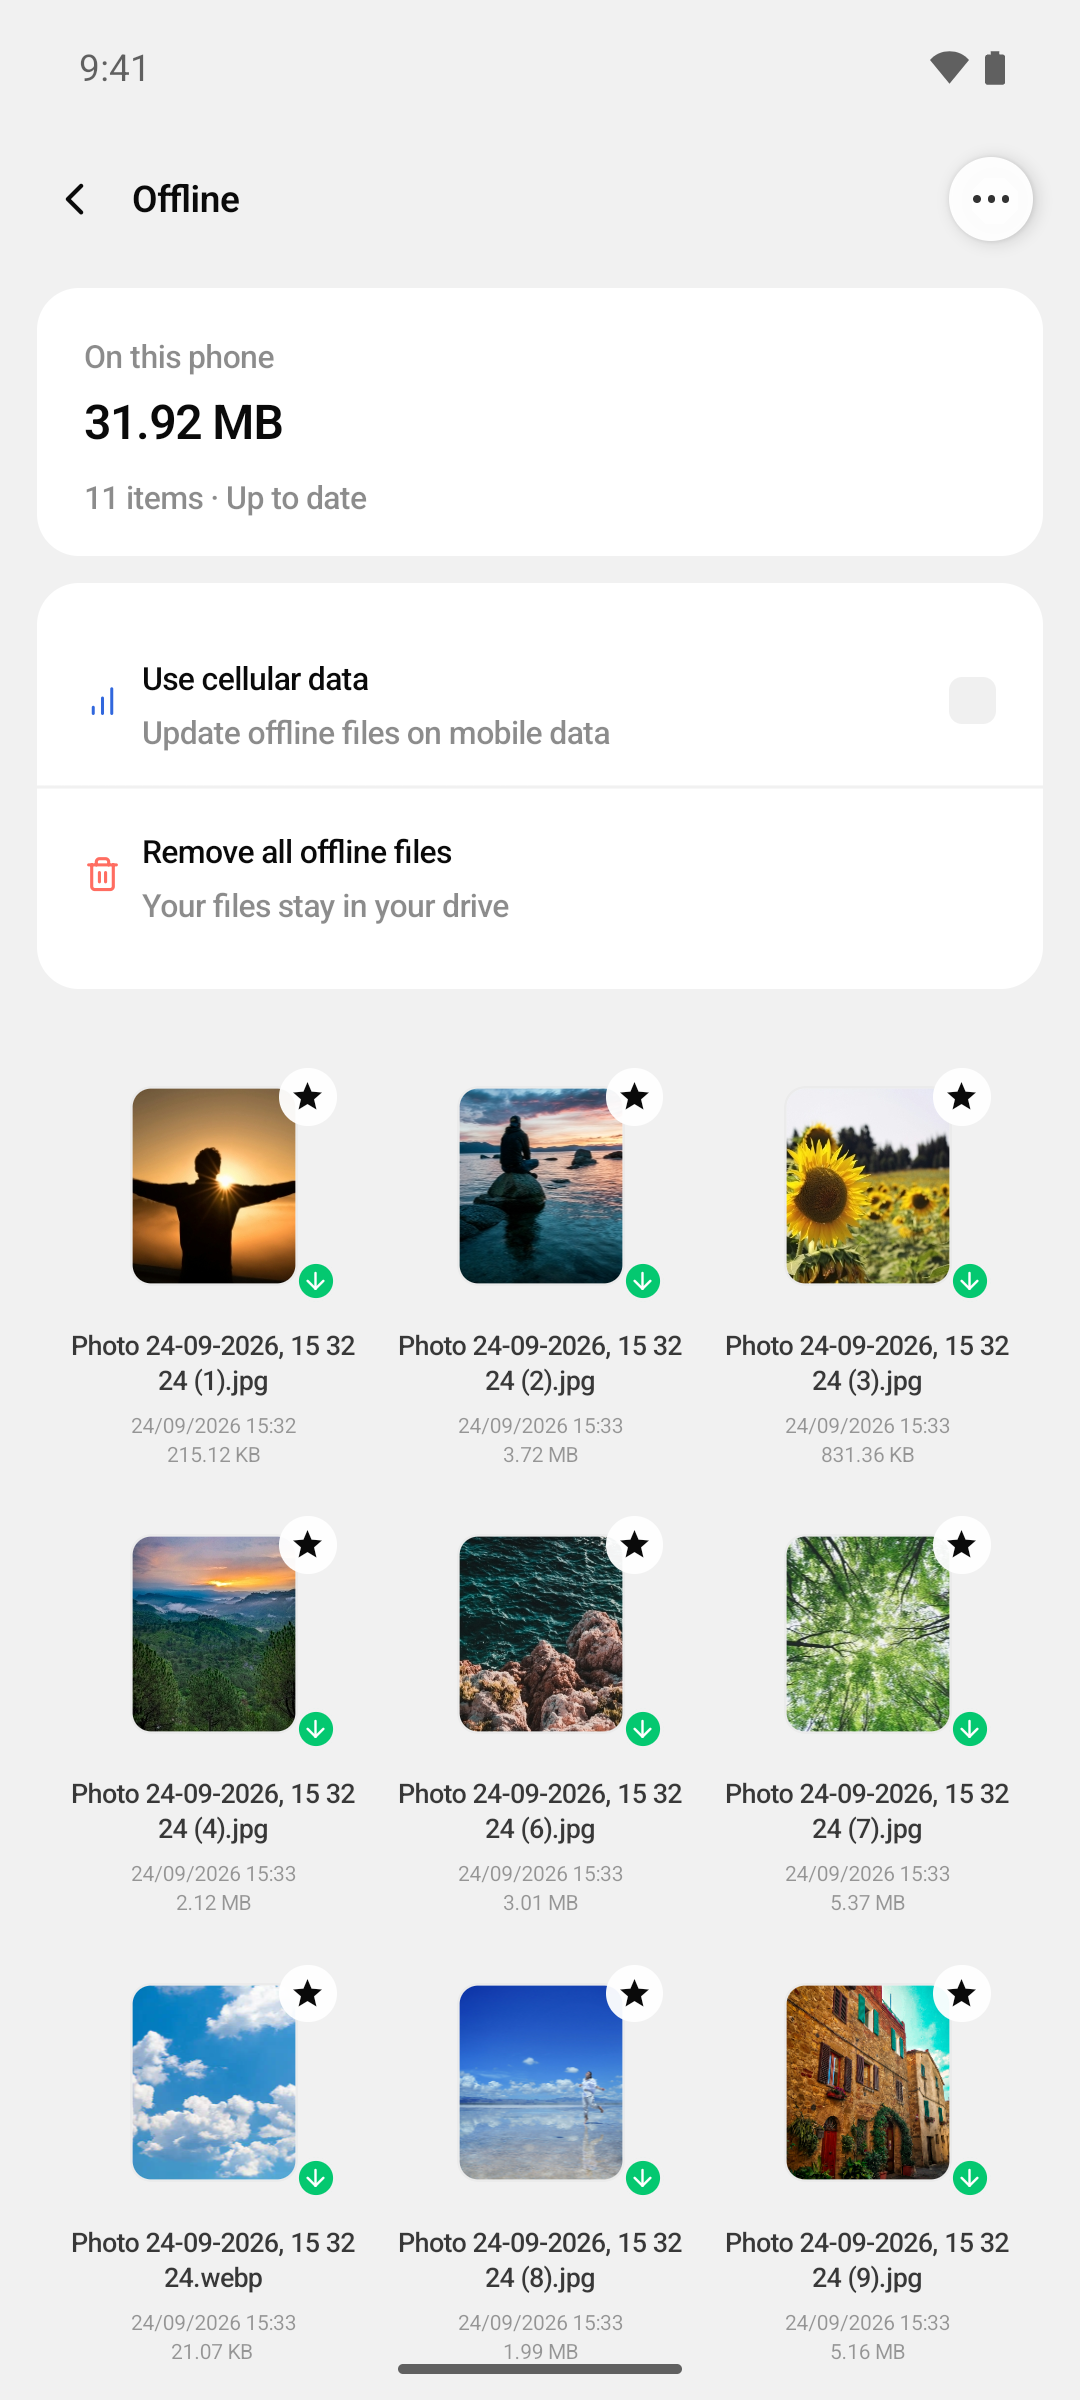 9:41
Offline
On this phone
31.92 MB
11 items · Up to date
Use cellular data
Update offline files on mobile data
Remove all offline files
Your files stay in your drive
Photo 24-09-2026, 15 32
24 (1).jpg
24/09/2026 15:32
215.12 KB
Photo 24-09-2026, 15 32
24 (2).jpg
24/09/2026 15:33
3.72 MB
Photo 24-09-2026, 15 32
24 (3).jpg
24/09/2026 15:33
831.36 KB
Photo 24-09-2026, 15 32
24 (4).jpg
24/09/2026 15:33
2.12 MB
Photo 24-09-2026, 15 32
24 (6).jpg
24/09/2026 15:33
3.01 MB
Photo 24-09-2026, 15 32
24 (7).jpg
24/09/2026 15:33
5.37 MB
Photo 24-09-2026, 15 32
24.webp
24/09/2026 15:33
21.07 KB
Photo 24-09-2026, 15 32
24 (8).jpg
24/09/2026 15:33
1.99 MB
Photo 24-09-2026, 15 32
24 (9).jpg
24/09/2026 15:33
5.16 MB